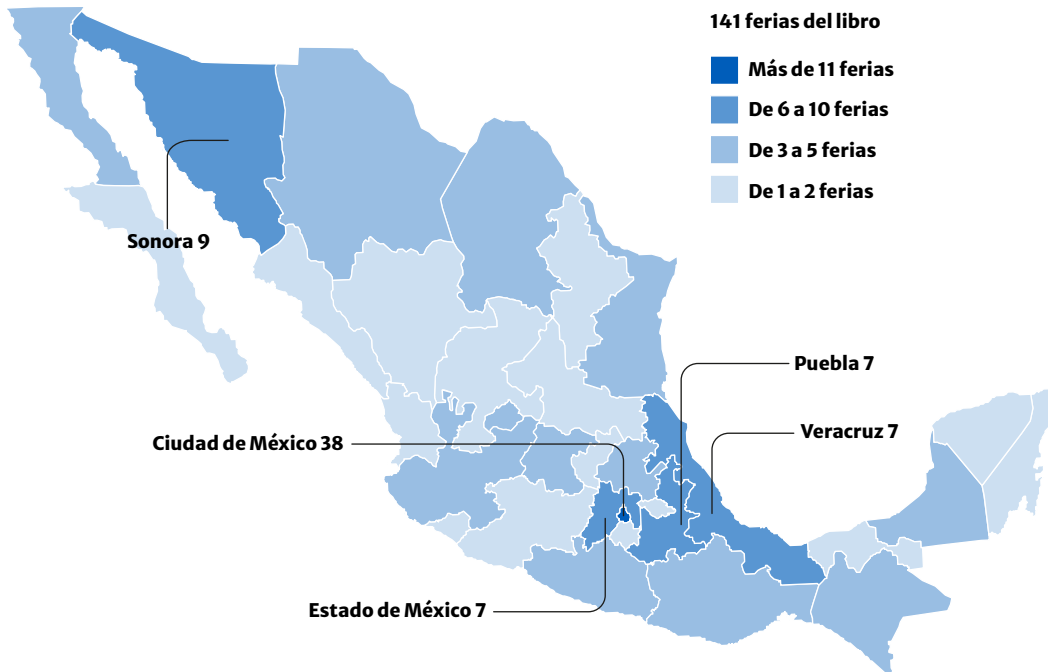 141 ferias del libro
Más de 11 ferias
De 6 a 10 ferias
De 3 a 5 ferias
De 1 a 2 ferias
Sonora 9
Puebla 7
Ciudad de México 38
Veracruz 7
Estado de México 7